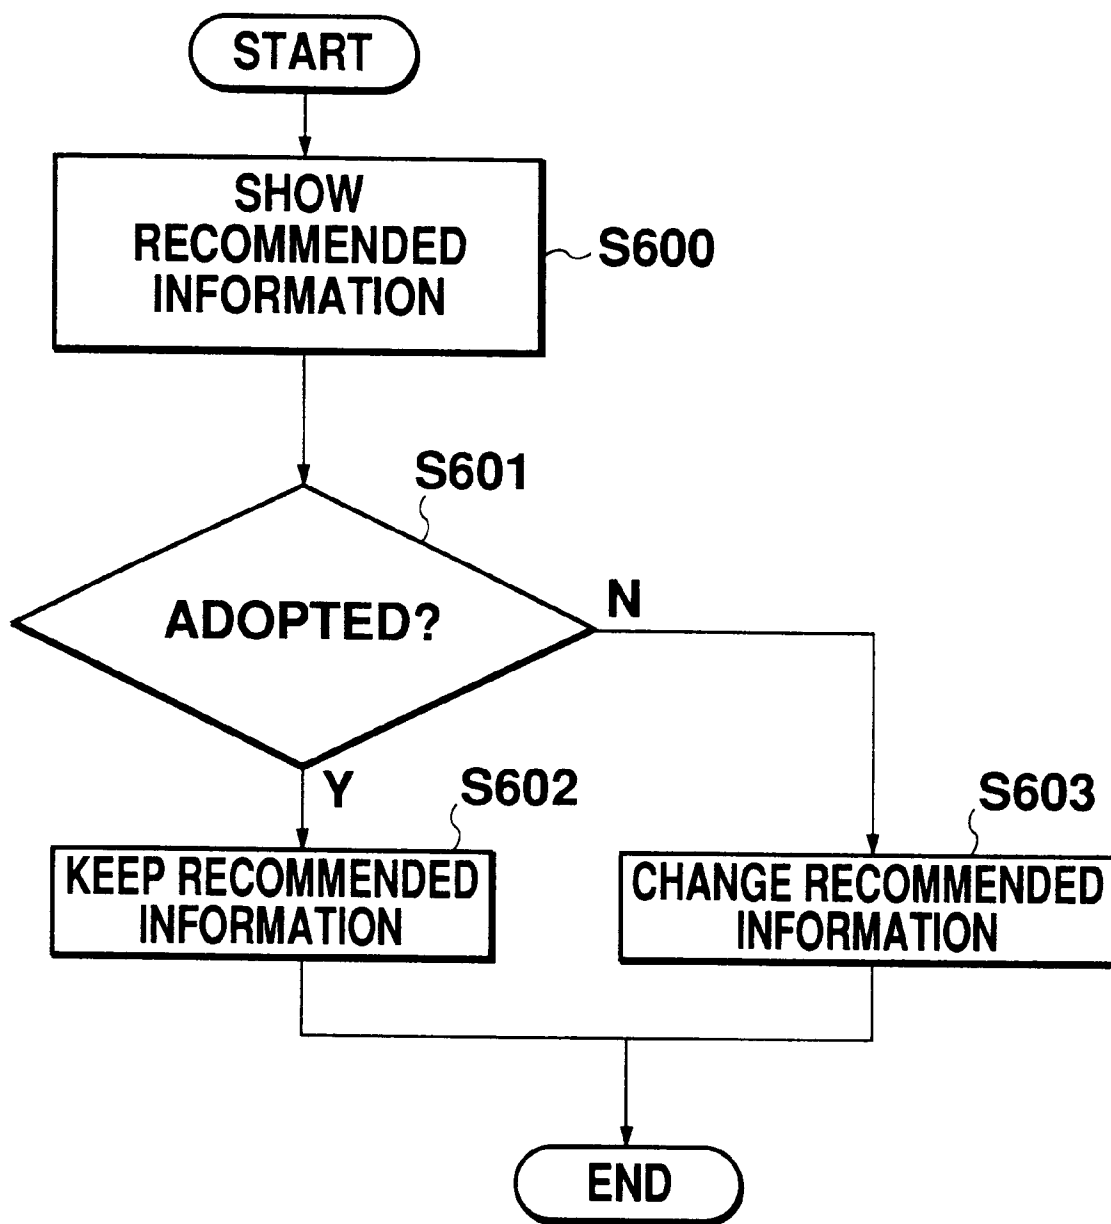 START
SHOW
RECOMMENDED
INFORMATION
S600
S601
ADOPTED?
N
Y
S602
KEEP RECOMMENDED
INFORMATION
S603
CHANGE RECOMMENDED
INFORMATION
END